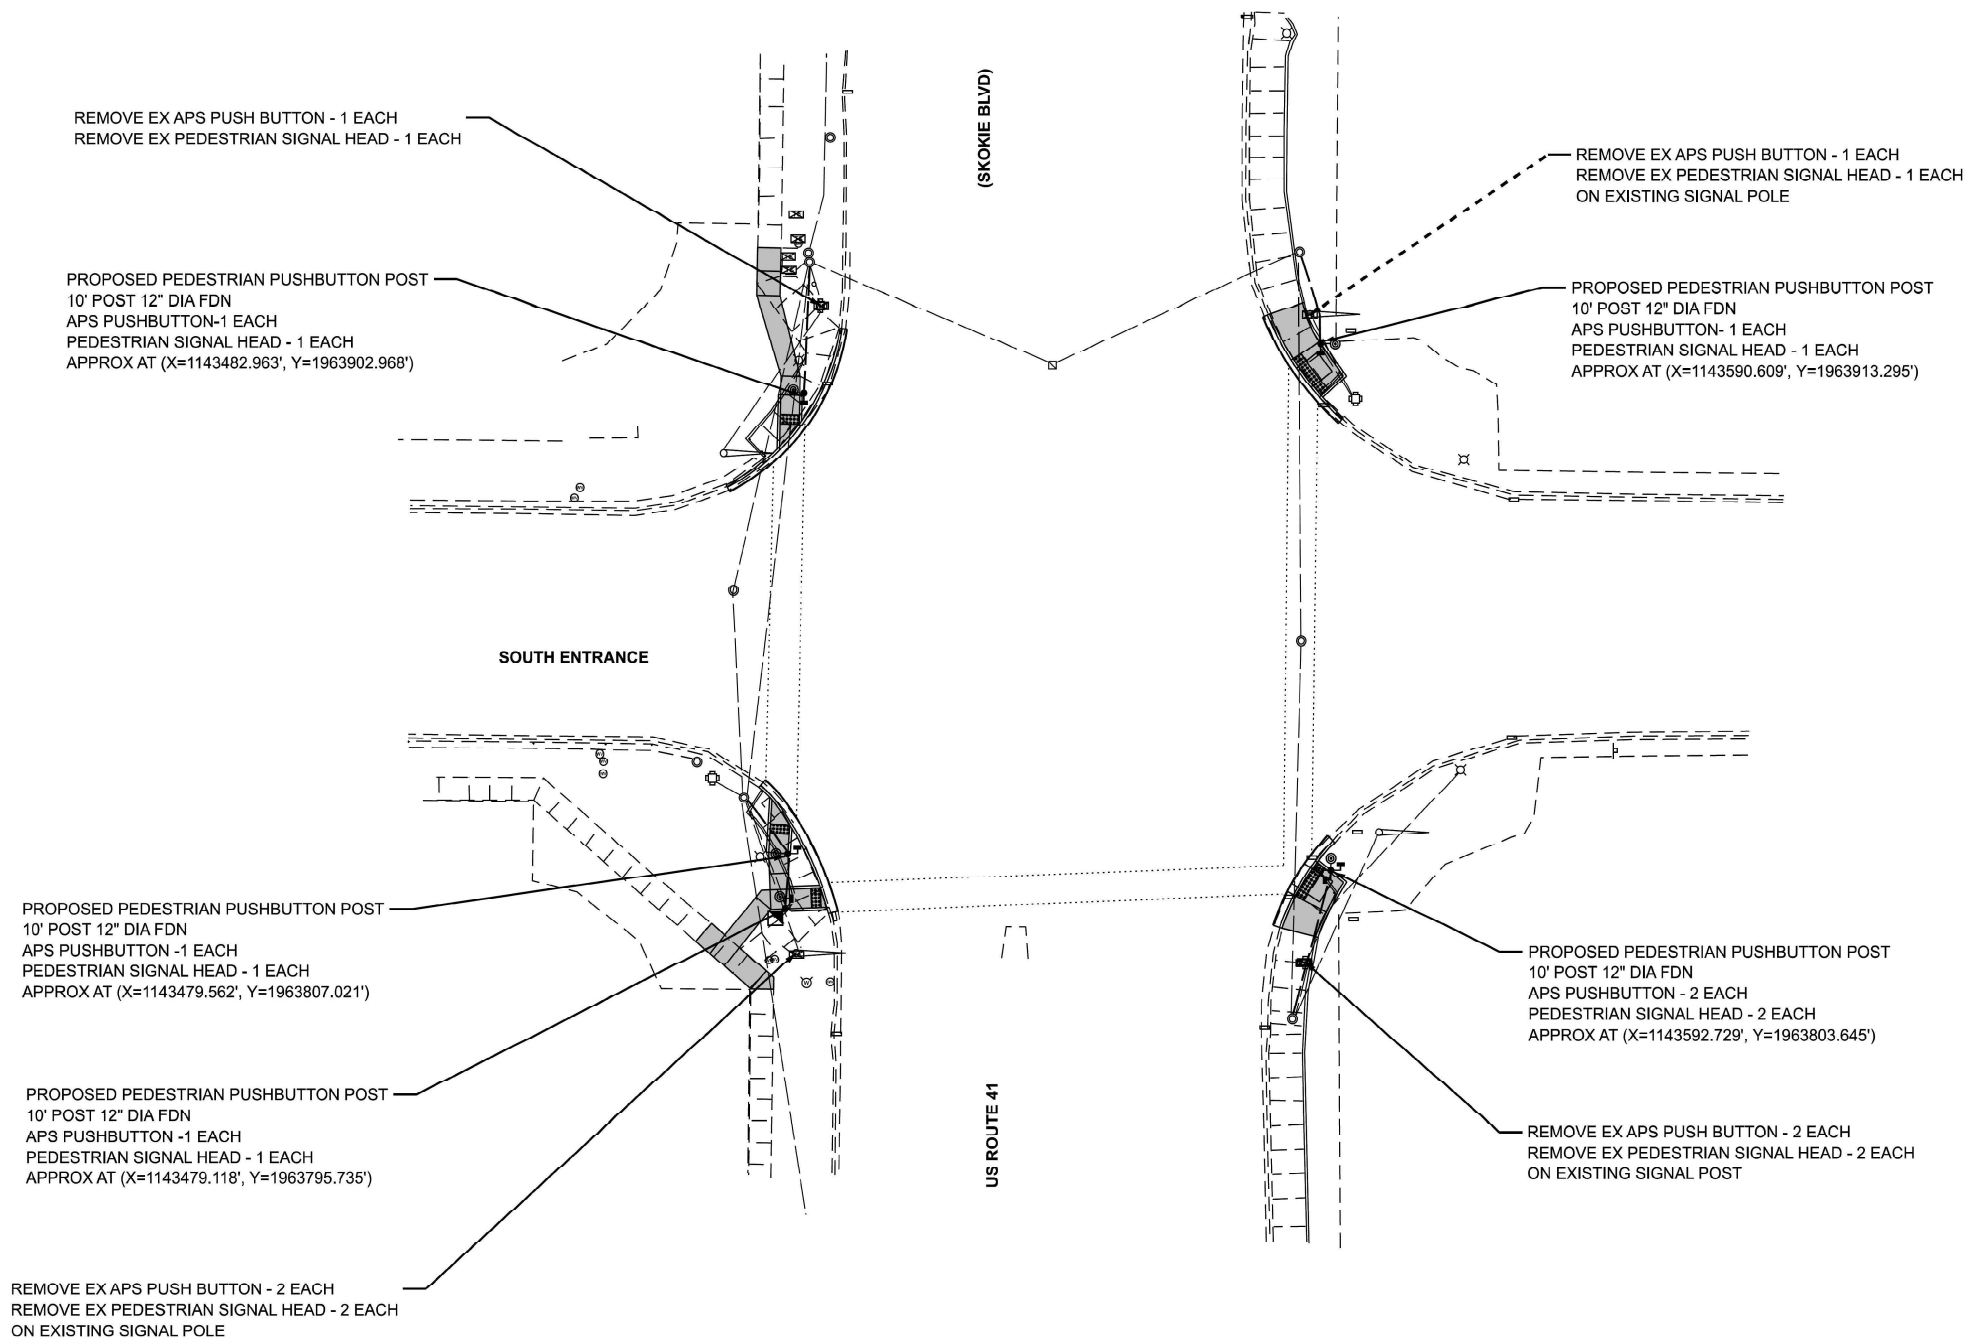 REMOVE EX APS PUSH BUTTON - 1 EACH
REMOVE EX PEDESTRIAN SIGNAL HEAD - 1 EACH
PROPOSED PEDESTRIAN PUSHBUTTON POST
10' POST 12" DIA FDN
APS PUSHBUTTON-1 EACH
PEDESTRIAN SIGNAL HEAD - 1 EACH
APPROX AT (X=1143482.963', Y=1963902.968')
(SKOKIE BLVD)
REMOVE EX APS PUSH BUTTON - 1 EACH
REMOVE EX PEDESTRIAN SIGNAL HEAD - 1 EACH
ON EXISTING SIGNAL POLE
PROPOSED PEDESTRIAN PUSHBUTTON POST
10' POST 12" DIA FDN
APS PUSHBUTTON- 1 EACH
PEDESTRIAN SIGNAL HEAD - 1 EACH
APPROX AT (X=1143590.609', Y=1963913.295')
SOUTH ENTRANCE
PROPOSED PEDESTRIAN PUSHBUTTON POST
10' POST 12" DIA FDN
APS PUSHBUTTON -1 EACH
PEDESTRIAN SIGNAL HEAD - 1 EACH
APPROX AT (X=1143479.562', Y=1963807.021')
PROPOSED PEDESTRIAN PUSHBUTTON POST
10' POST 12" DIA FDN
APS PUSHBUTTON -1 EACH
PEDESTRIAN SIGNAL HEAD - 1 EACH
APPROX AT (X=1143479.118', Y=1963795.735')
REMOVE EX APS PUSH BUTTON - 2 EACH
REMOVE EX PEDESTRIAN SIGNAL HEAD - 2 EACH
ON EXISTING SIGNAL POLE
US ROUTE 41
PROPOSED PEDESTRIAN PUSHBUTTON POST
10' POST 12" DIA FDN
APS PUSHBUTTON - 2 EACH
PEDESTRIAN SIGNAL HEAD - 2 EACH
APPROX AT (X=1143592.729', Y=1963803.645')
REMOVE EX APS PUSH BUTTON - 2 EACH
REMOVE EX PEDESTRIAN SIGNAL HEAD - 2 EACH
ON EXISTING SIGNAL POST